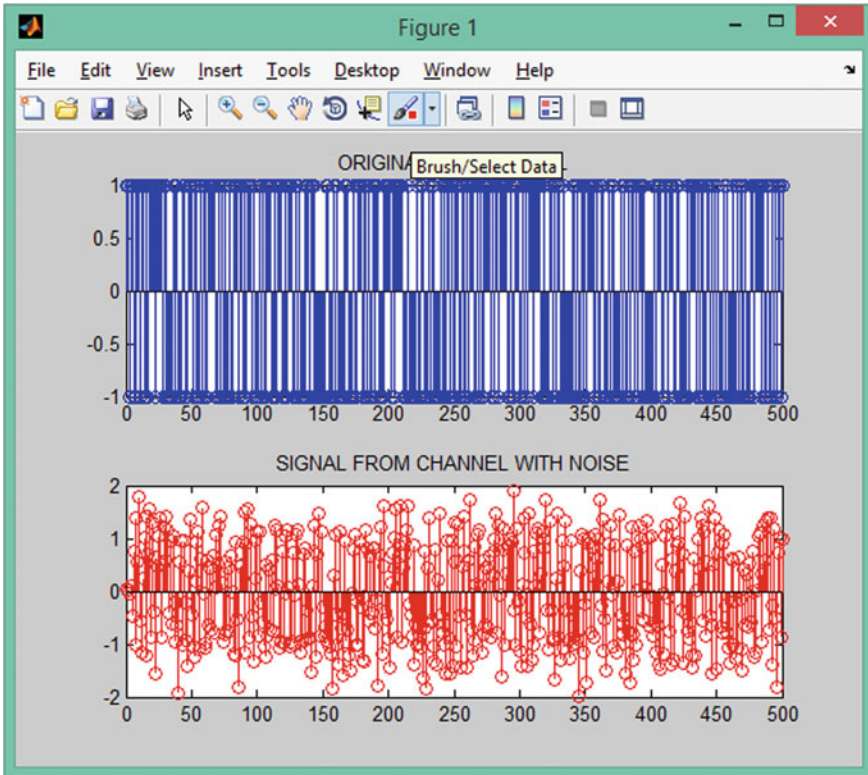 Figure 1
File Edit View Insert Tools Desktop Window Help
Brush/Select Data
1
0.5
0
-0.5
-1
0 50 100 150 200 250 300 350 400 450 500
SIGNAL FROM CHANNEL WITH NOISE
2
1
0
-1
-2
0 50 100 150 200 250 300 350 400 450 500